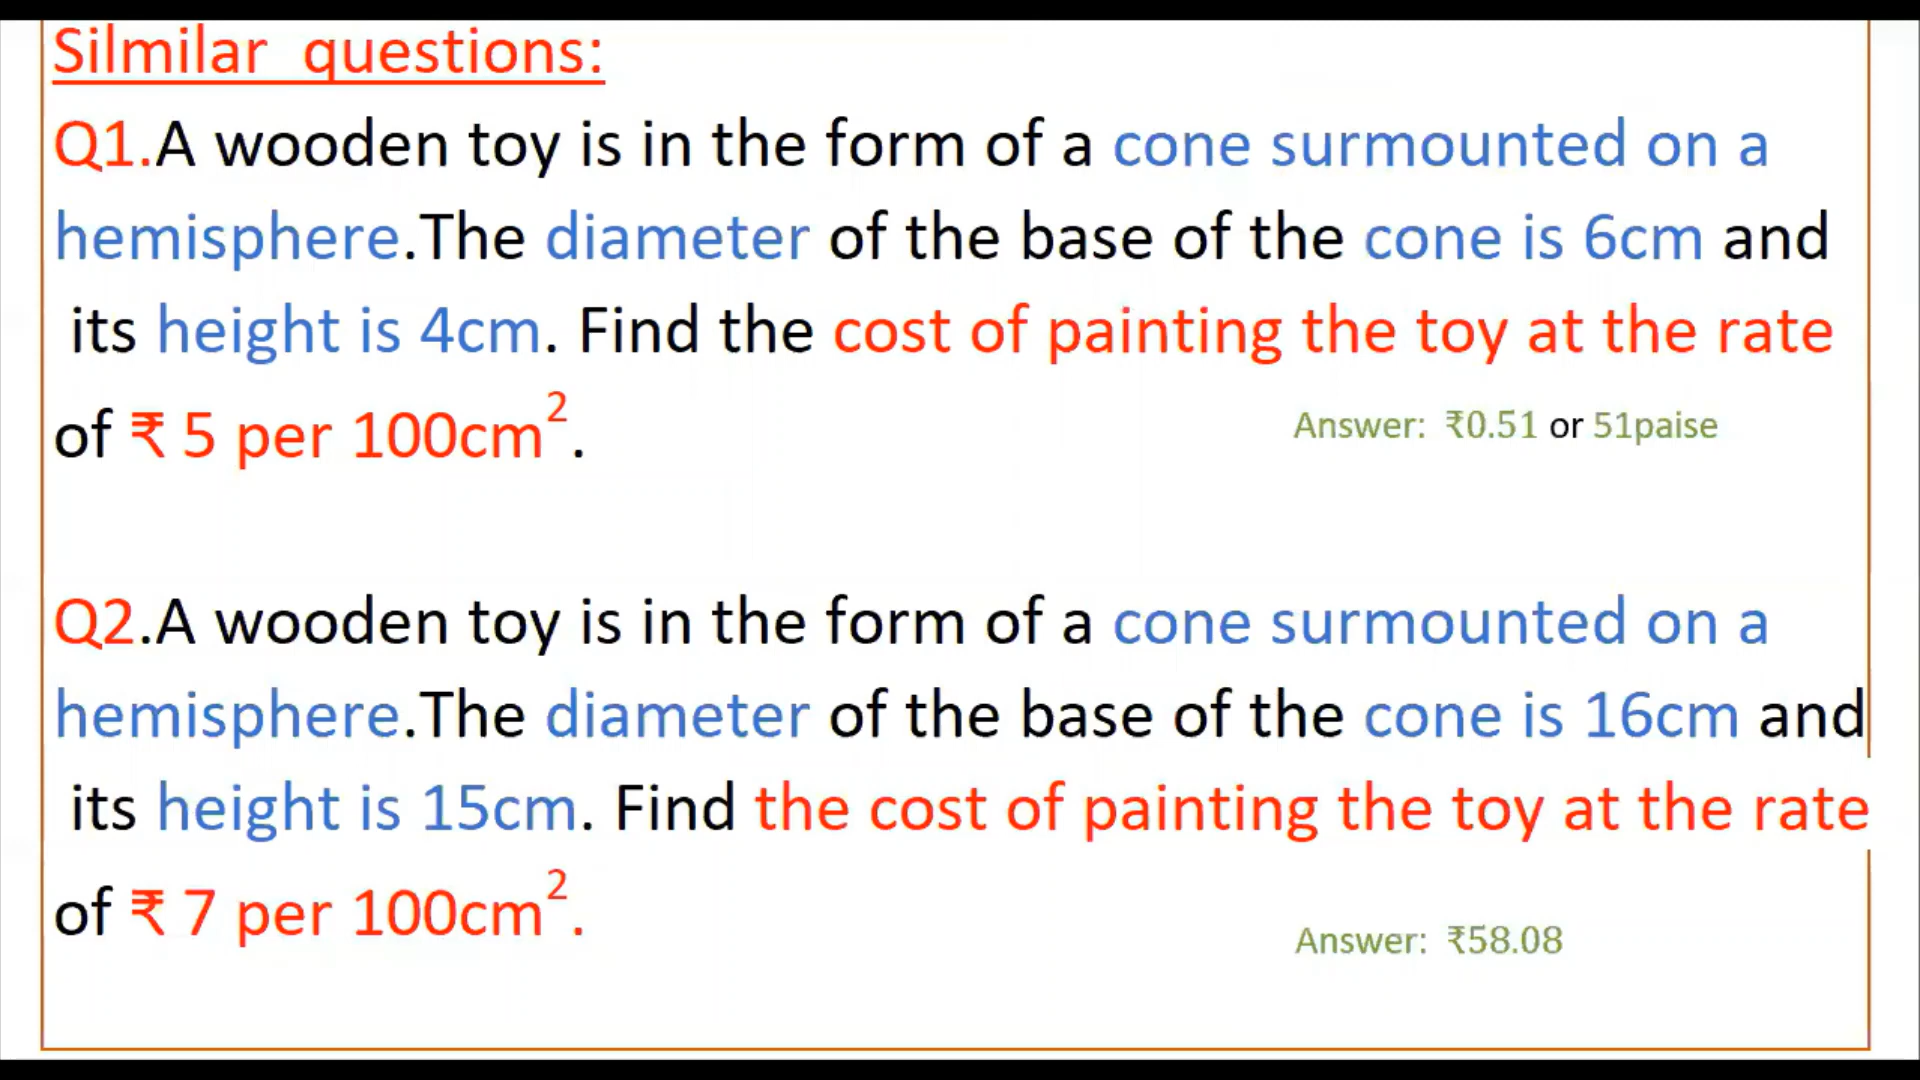 Silmilar questions:
Q1.A wooden toy is in the form of a cone surmounted on a
hemisphere.The diameter of the base of the cone is 6cm and
its height is 4cm. Find the cost of painting the toy at the rate
of ₹ 5 per 100cm².
Answer: ₹0.51 or 51paise
Q2.A wooden toy is in the form of a cone surmounted on a
hemisphere.The diameter of the base of the cone is 16cm and
its height is 15cm. Find the cost of painting the toy at the rate
of ₹ 7 per 100cm².
Answer: ₹58.08